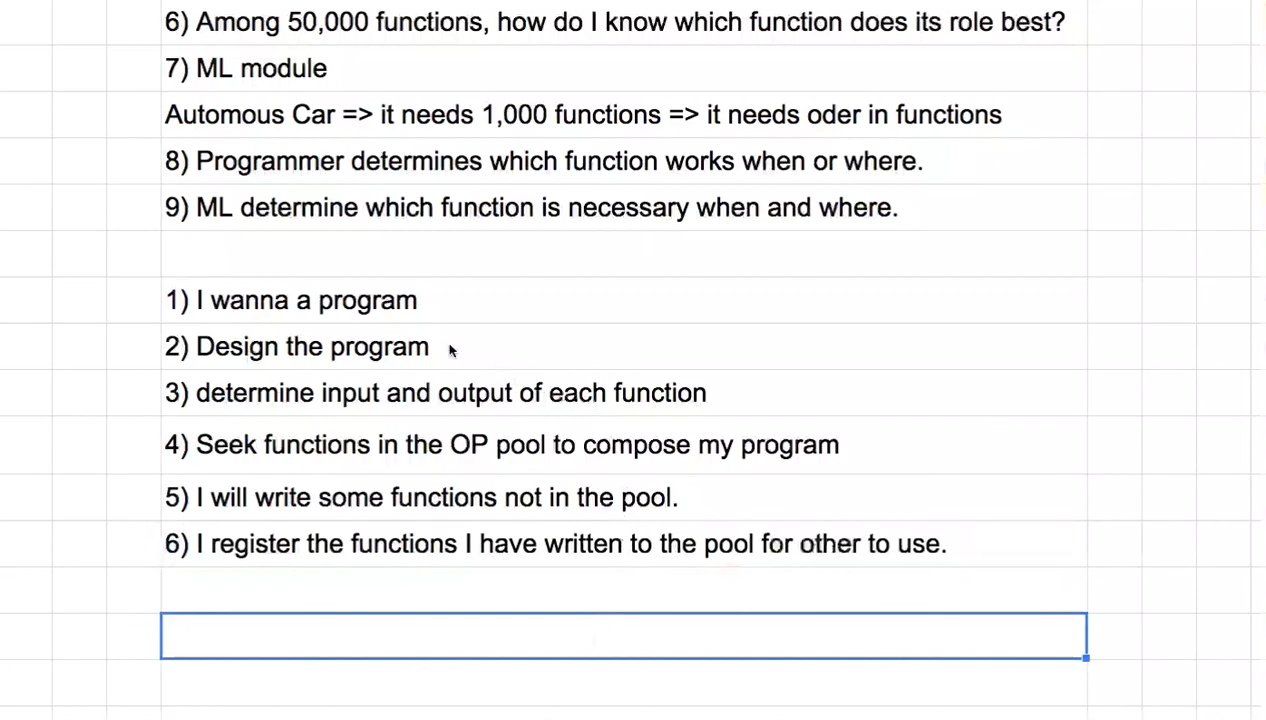 6) Among 50,000 functions, how do I know which function does its role best?
7) ML module
Automous Car => it needs 1,000 functions => it needs oder in functions
8) Programmer determines which function works when or where.
9) ML determine which function is necessary when and where.
1) I wanna a program
2) Design the program
3) determine input and output of each function
4) Seek functions in the OP pool to compose my program
5) I will write some functions not in the pool.
6) I register the functions I have written to the pool for other to use.